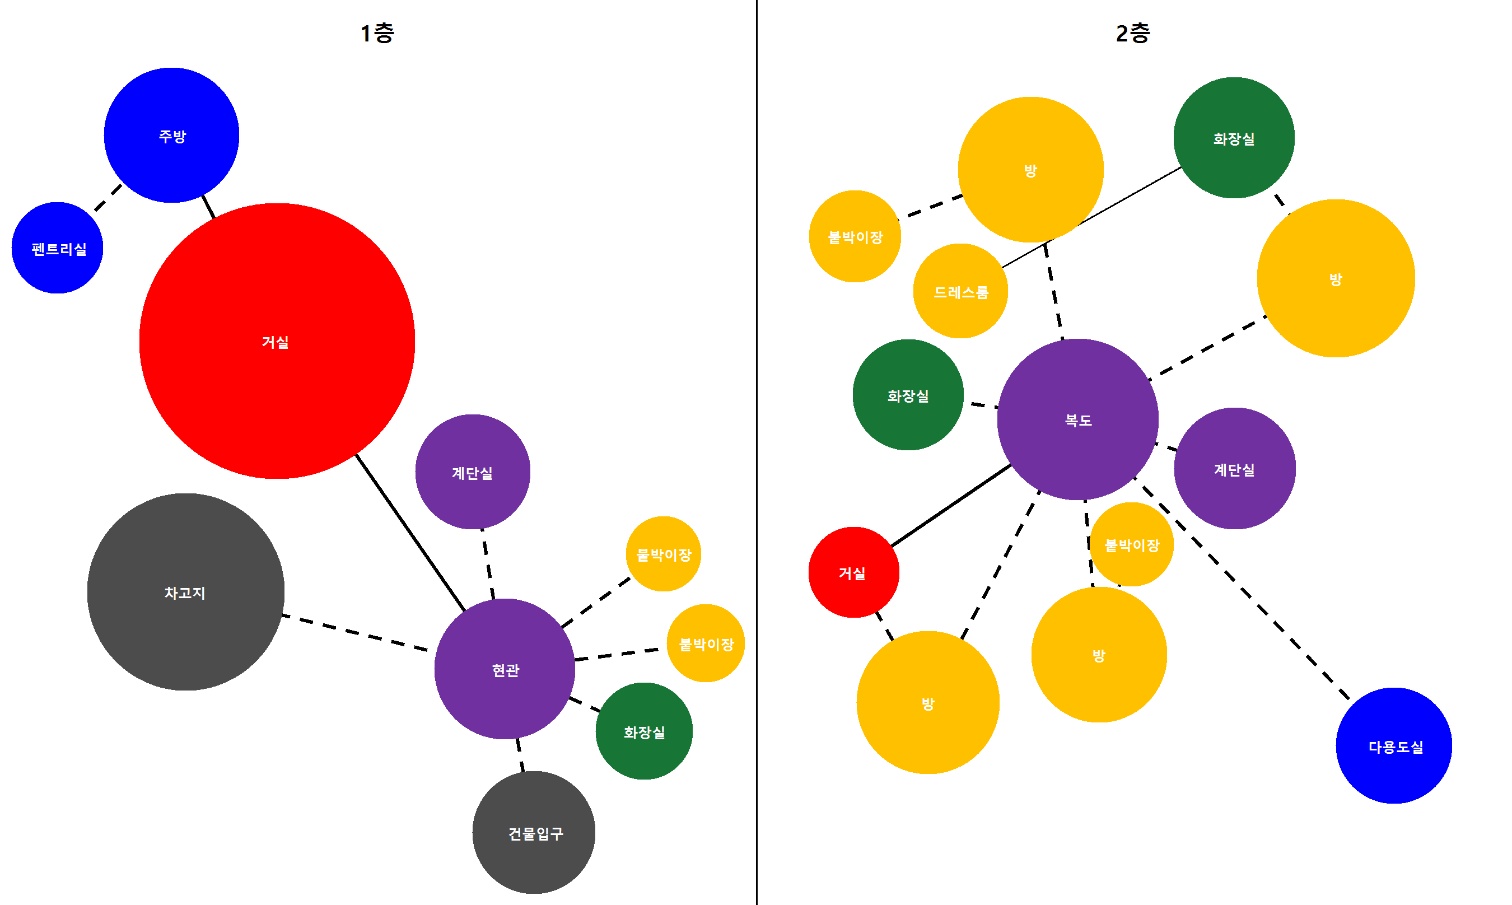 1층
주방
펜트리실
거실
계단실
물박이장
차고지
붙박이장
현관
화장실
건물입구
2층
화장실
방
붙박이장
방
드레스룸
화장실
복도
계단실
붙박이장
거실
방
방
다용도실